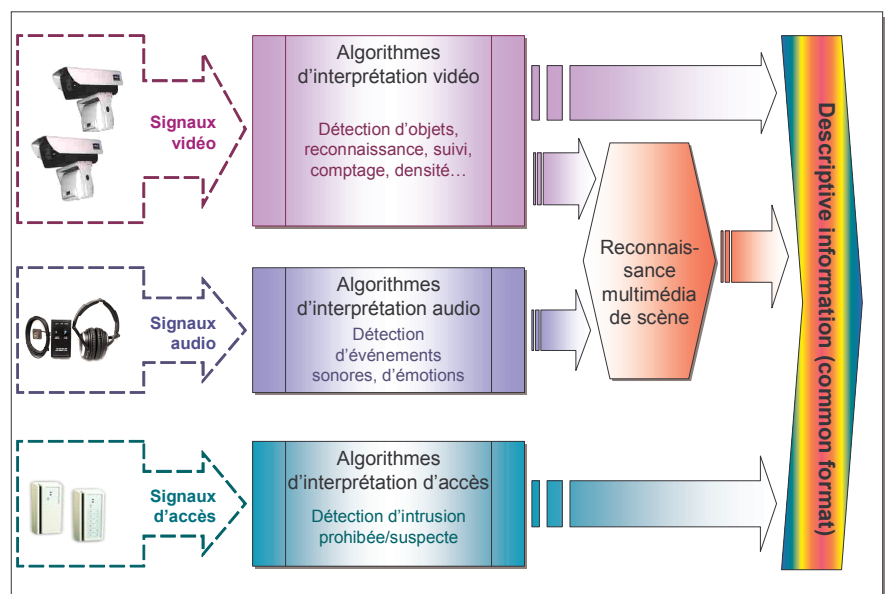 Signaux
vidéo
Algorithmes
d'interprétation vidéo
Détection d'objets,
reconnaissance, suivi,
comptage, densité…
Signaux
audio
Algorithmes
d'interprétation audio
Détection
d'événements
sonores, d'émotions
Reconnais-
sance
multimédia
de scène
Signaux
d'accès
Algorithmes
d'interprétation d'accès
Détection d'intrusion
prohibée/suspecte
Descriptive information (common format)